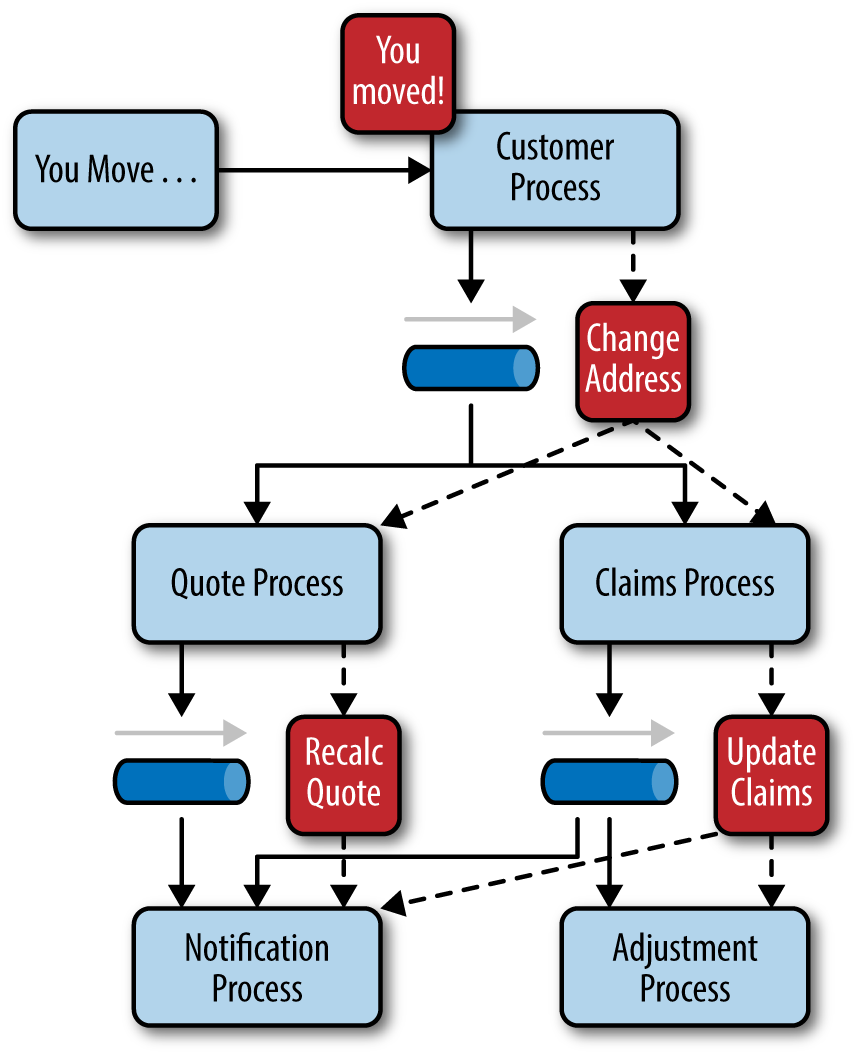 You
moved!
You Move . . .
Customer
Process
Change
Address
Quote Process
Claims Process
Recalc
Quote
Update
Claims
Notification
Process
Adjustment
Process